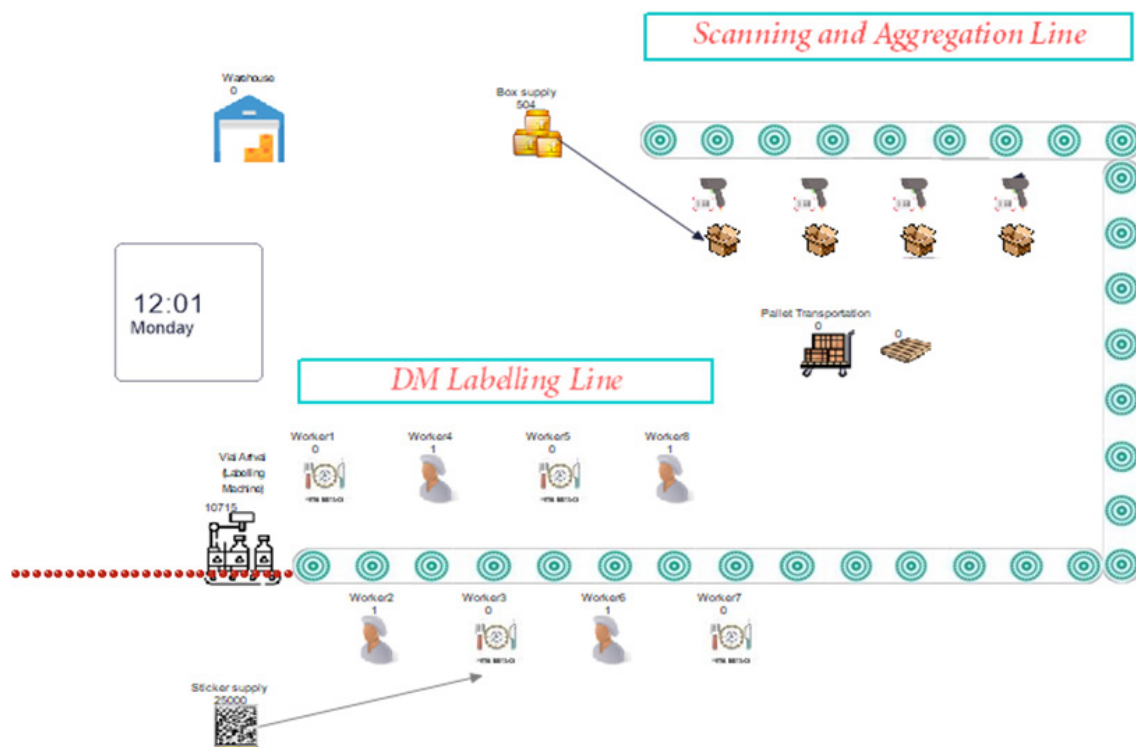 Scanning and Aggregation Line
Warehouse
0
Box supply
504
12:01
Monday
Pallet Transportation
0
0
DM Labelling Line
Worker1
0
Worker4
1
Worker5
0
Worker8
1
Vial Arrival
(Labelling
Machine)
10715
Worker2
1
Worker3
0
Worker6
1
Worker7
0
Sticker supply
25000